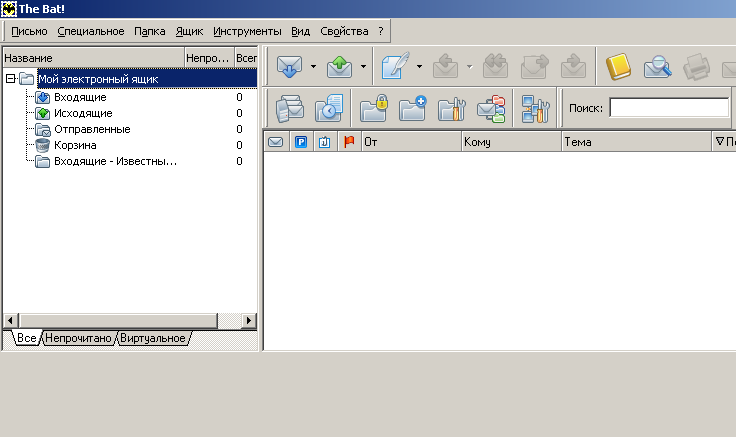 The Bat!
Письмо Специальное Папка Ящик Инструменты Вид Свойства ?
Название Непро... Всег
Мой электронный ящик
Входящие 0
Исходящие 0
Отправленные 0
Корзина 0
Входящие - Известны... 0
Поиск:
От Кому Тема По
Все Непрочитано Виртуальное